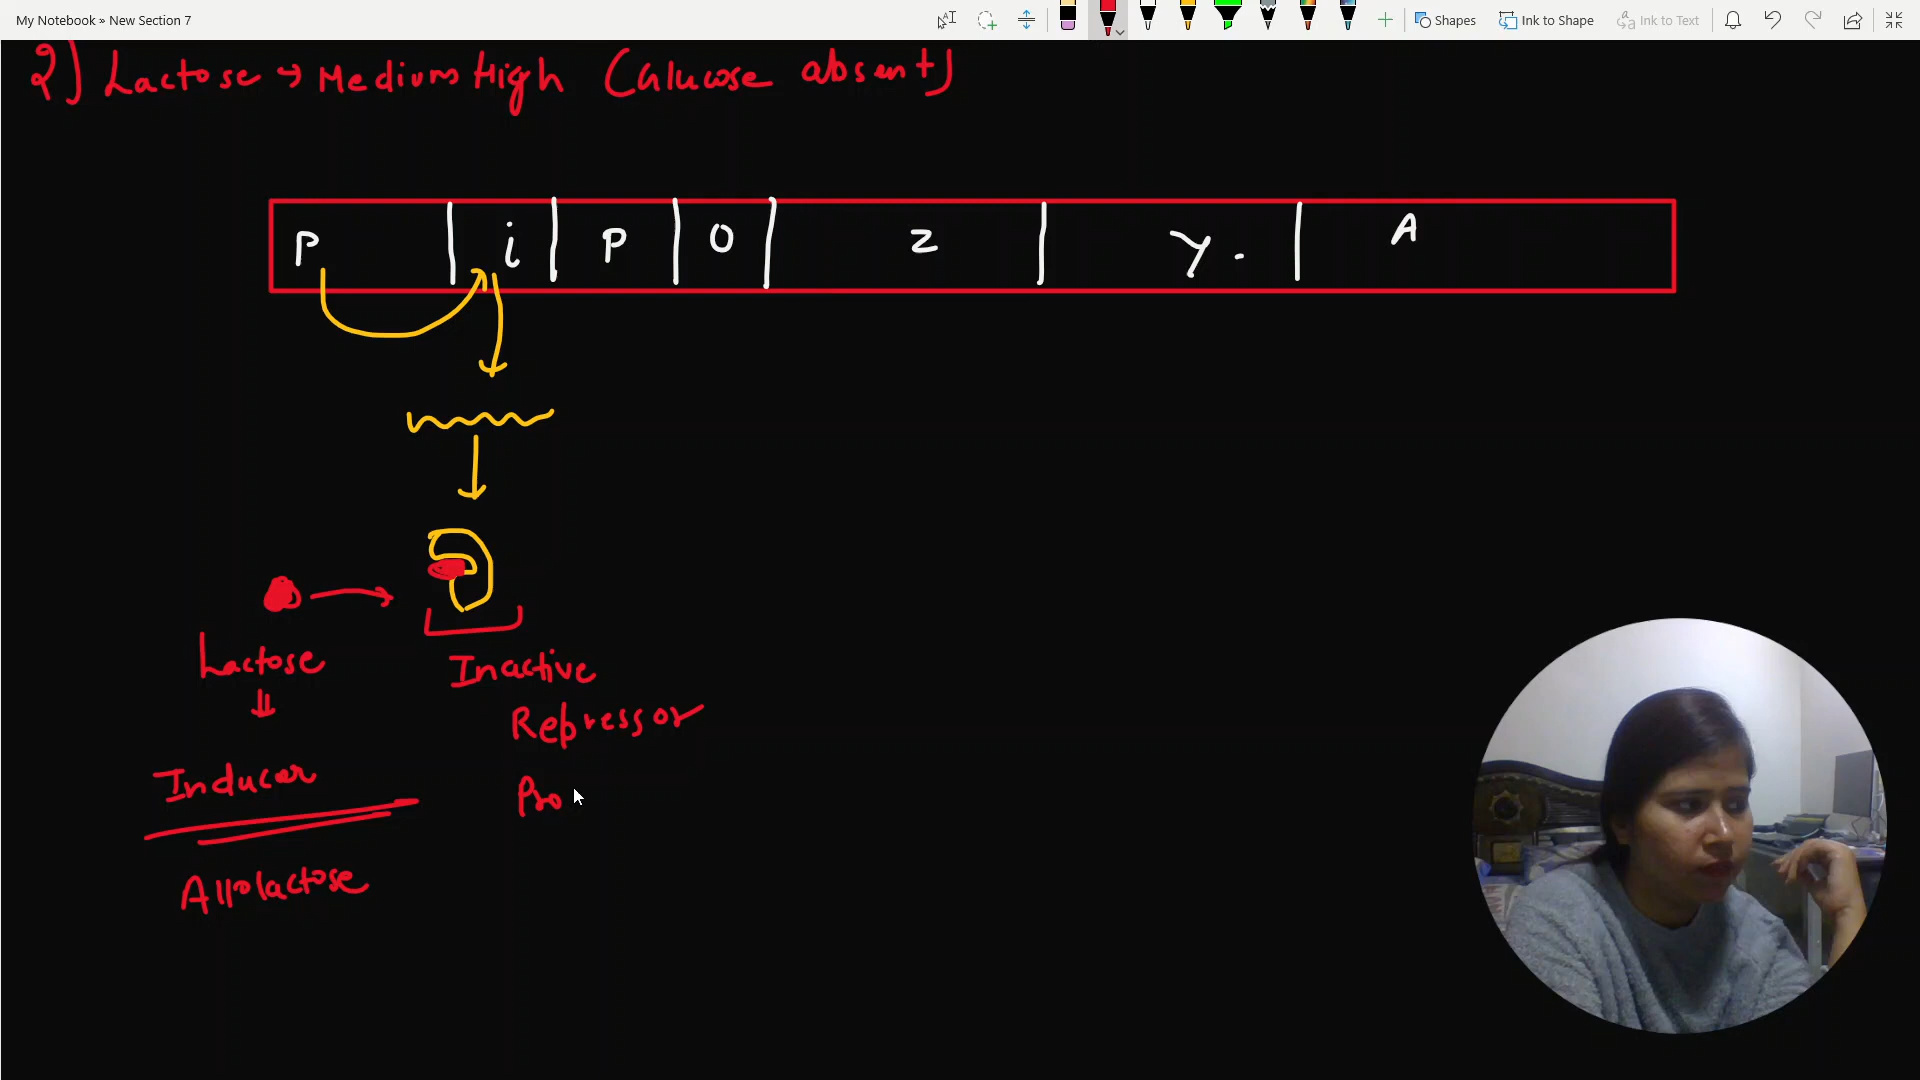 My Notebook » New Section 7
Shapes
Ink to Shape
Ink to Text
2) Lactose → Medium High (Glucose absent)
P i P O z y. A
Lactose
Inactive
Repressor
Inducer
Pro
Allolactose